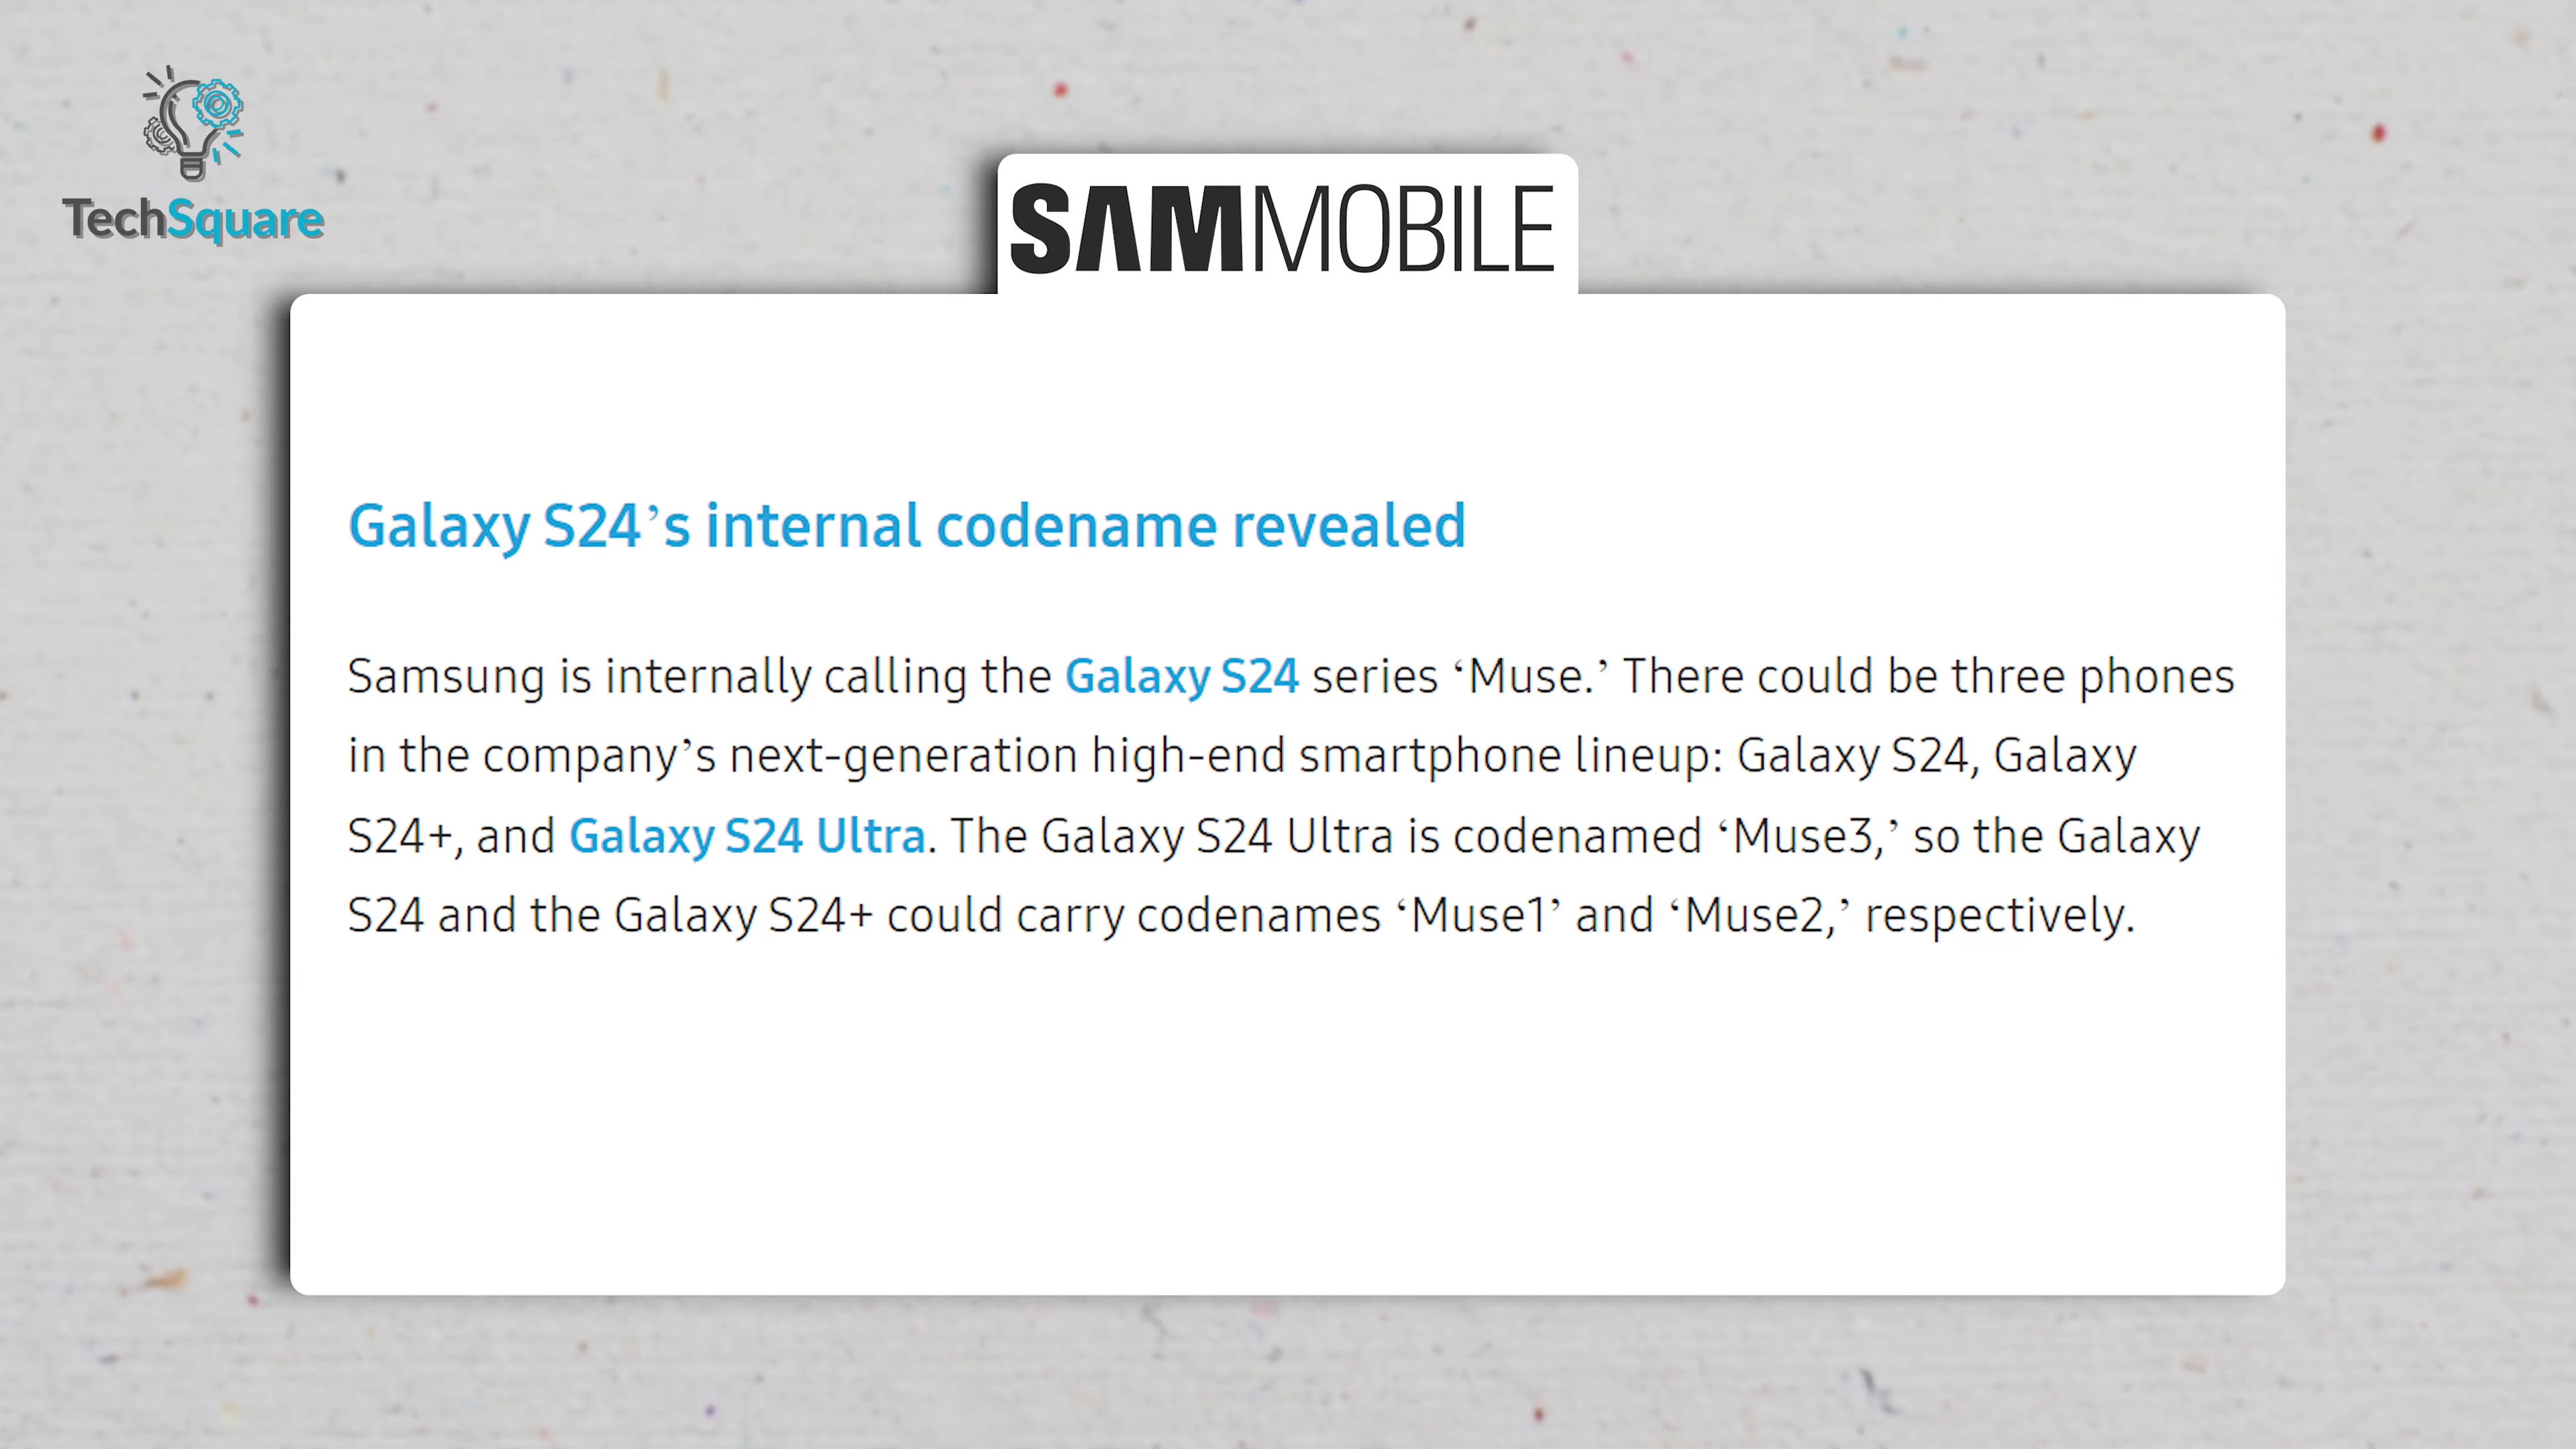 TechSquare
SAMMOBILE
Galaxy S24’s internal codename revealed
Samsung is internally calling the Galaxy S24 series ‘Muse.’ There could be three phones
in the company’s next-generation high-end smartphone lineup: Galaxy S24, Galaxy
S24+, and Galaxy S24 Ultra. The Galaxy S24 Ultra is codenamed ‘Muse3,’ so the Galaxy
S24 and the Galaxy S24+ could carry codenames ‘Muse1’ and ‘Muse2,’ respectively.